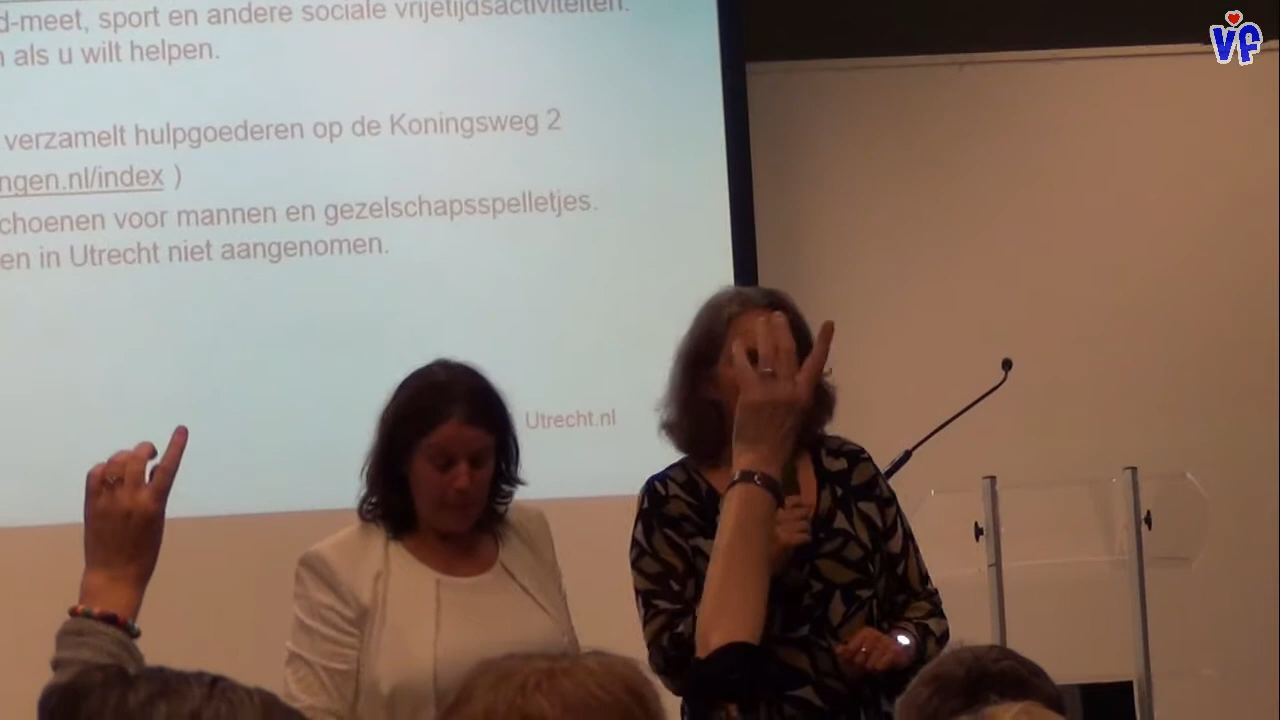 d-meet, sport en andere sociale vrijetijdsactiviteiten.
n als u wilt helpen.
verzamelt hulpgoederen op de Koningsweg 2
ngen.nl/index )
choenen voor mannen en gezelschapsspelletjes.
en in Utrecht niet aangenomen.
Utrecht.nl
VF